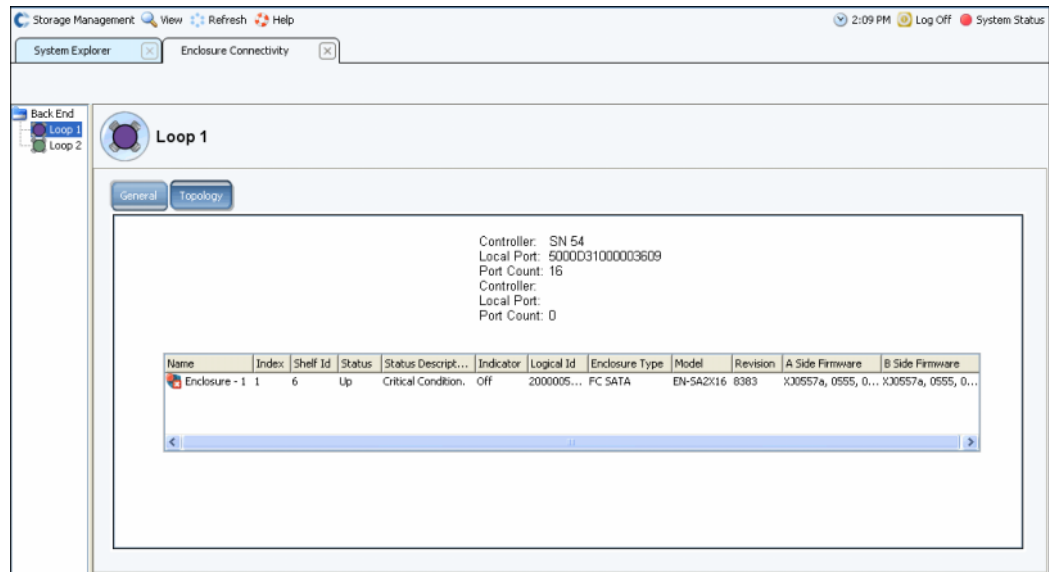 Storage Management View Refresh Help 2:09 PM Log Off System Status
System Explorer Enclosure Connectivity
Back End
Loop 1
Loop 2
Loop 1
General Topology
Controller: SN 54
Local Port: 5000D31000003609
Port Count: 16
Controller:
Local Port:
Port Count: 0
Name Index Shelf Id Status Status Descript... Indicator Logical Id Enclosure Type Model Revision A Side Firmware B Side Firmware
Enclosure - 1 1 6 Up Critical Condition. Off 2000005... FC SATA EN-SA2X16 8383 XJ0557a, 0555, 0... XJ0557a, 0555, 0...